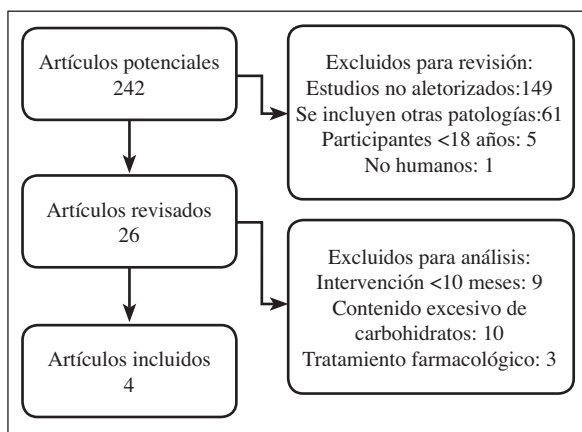 Artículos potenciales
242
Excluidos para revisión:
Estudios no aletorizados:149
Se incluyen otras patologías:61
Participantes <18 años: 5
No humanos: 1
Artículos revisados
26
Excluidos para análisis:
Intervención <10 meses: 9
Contenido excesivo de
carbohidratos: 10
Tratamiento farmacológico: 3
Artículos incluidos
4